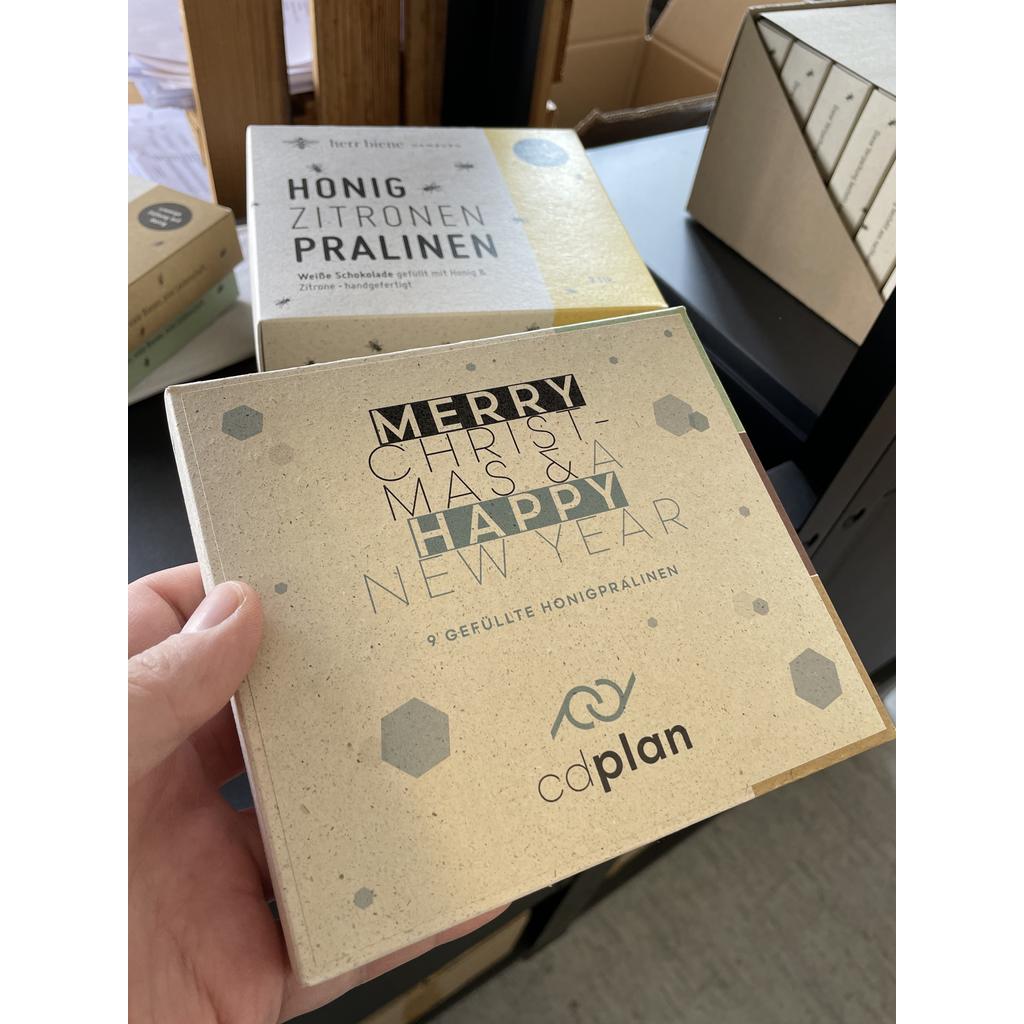 herr biene HAMBURG
HONIG
ZITRONEN
PRALINEN
Weiße Schokolade gefüllt mit Honig &
Zitrone - handgefertigt
MERRY
CHRIST-
MAS & A
HAPPY
NEW YEAR
9 GEFÜLLTE HONIGPRALINEN
cdplan